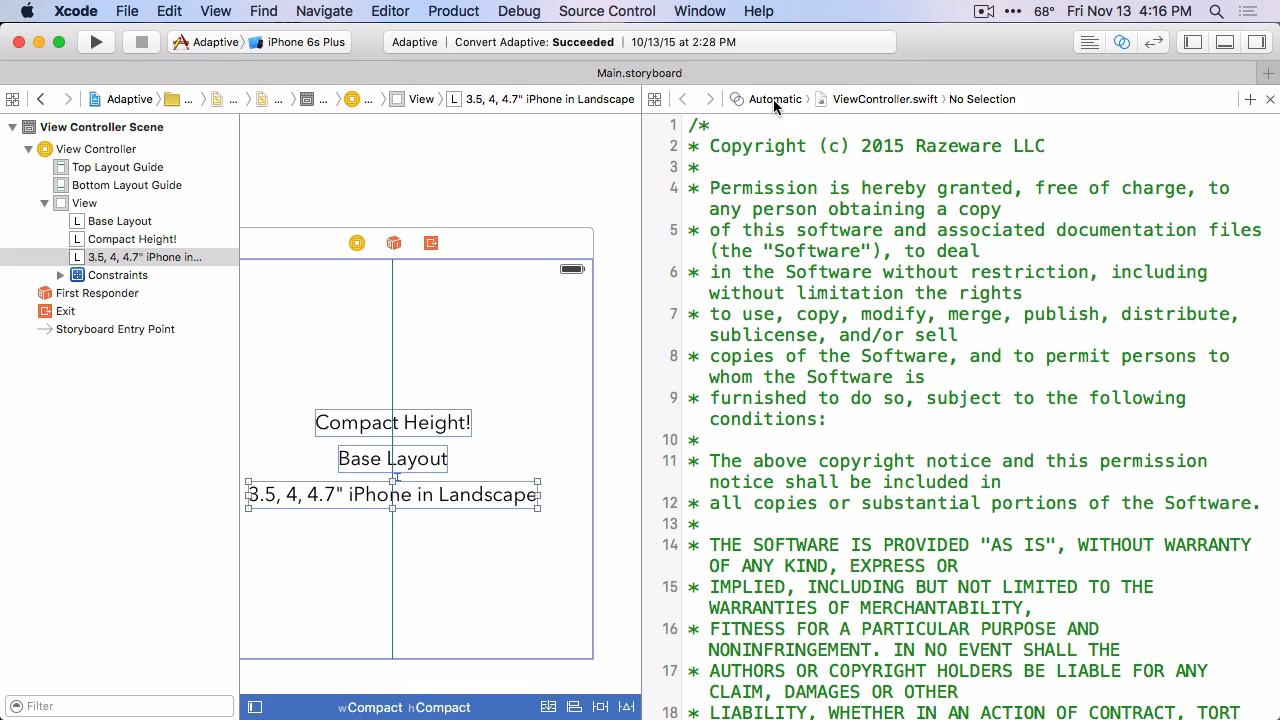 Xcode File Edit View Find Navigate Editor Product Debug Source Control Window Help 68° Fri Nov 13 4:16 PM
Adaptive iPhone 6s Plus Adaptive | Convert Adaptive: Succeeded | 10/13/15 at 2:28 PM
Main.storyboard
Adaptive ... ... ... ... ... View L 3.5, 4, 4.7" iPhone in Landscape
Automatic ViewController.swift No Selection
View Controller Scene
View Controller
Top Layout Guide
Bottom Layout Guide
View
L Base Layout
L Compact Height!
L 3.5, 4, 4.7" iPhone in...
Constraints
First Responder
Exit
Storyboard Entry Point
Filter
Compact Height!
Base Layout
3.5, 4, 4.7" iPhone in Landscape
wCompact hCompact
1 /*
2 * Copyright (c) 2015 Razeware LLC
3 *
4 * Permission is hereby granted, free of charge, to
any person obtaining a copy
5 * of this software and associated documentation files
(the "Software"), to deal
6 * in the Software without restriction, including
without limitation the rights
7 * to use, copy, modify, merge, publish, distribute,
sublicense, and/or sell
8 * copies of the Software, and to permit persons to
whom the Software is
9 * furnished to do so, subject to the following
conditions:
10 *
11 * The above copyright notice and this permission
notice shall be included in
12 * all copies or substantial portions of the Software.
13 *
14 * THE SOFTWARE IS PROVIDED "AS IS", WITHOUT WARRANTY
OF ANY KIND, EXPRESS OR
15 * IMPLIED, INCLUDING BUT NOT LIMITED TO THE
WARRANTIES OF MERCHANTABILITY,
16 * FITNESS FOR A PARTICULAR PURPOSE AND
NONINFRINGEMENT. IN NO EVENT SHALL THE
17 * AUTHORS OR COPYRIGHT HOLDERS BE LIABLE FOR ANY
CLAIM, DAMAGES OR OTHER
18 * LIABILITY, WHETHER IN AN ACTION OF CONTRACT, TORT